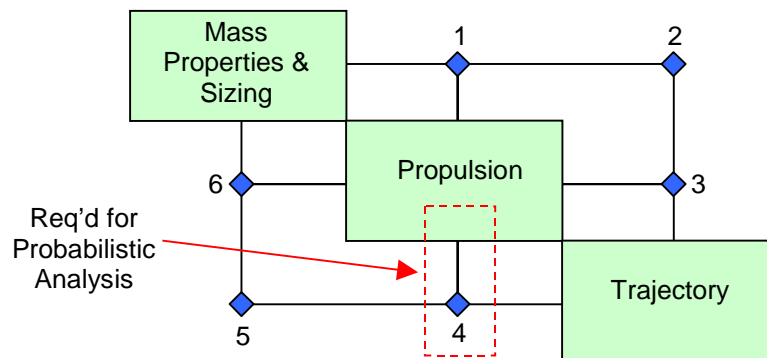 Mass
Properties &
Sizing
1
2
Propulsion
6
3
Req'd for
Probabilistic
Analysis
Trajectory
5
4